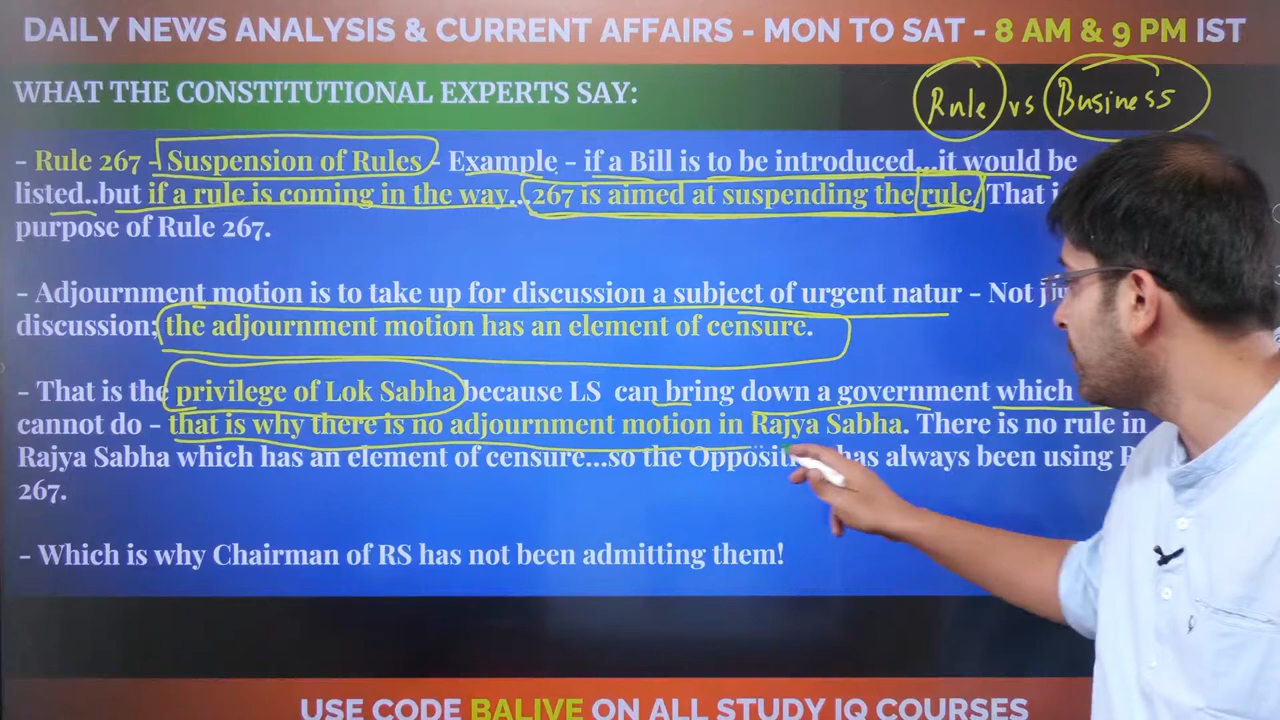 DAILY NEWS ANALYSIS & CURRENT AFFAIRS - MON TO SAT - 8 AM & 9 PM IST
WHAT THE CONSTITUTIONAL EXPERTS SAY:
Rule vs Business
- Rule 267 - Suspension of Rules - Example - if a Bill is to be introduced...it would be
listed..but if a rule is coming in the way...267 is aimed at suspending the rule. That
purpose of Rule 267.
- Adjournment motion is to take up for discussion a subject of urgent natur - Not
discussion; the adjournment motion has an element of censure.
- That is the privilege of Lok Sabha because LS can bring down a government which
cannot do - that is why there is no adjournment motion in Rajya Sabha. There is no rule in
Rajya Sabha which has an element of censure...so the has always been using
267.
- Which is why Chairman of RS has not been admitting them!
USE CODE BALIVE ON ALL STUDY IQ COURSES